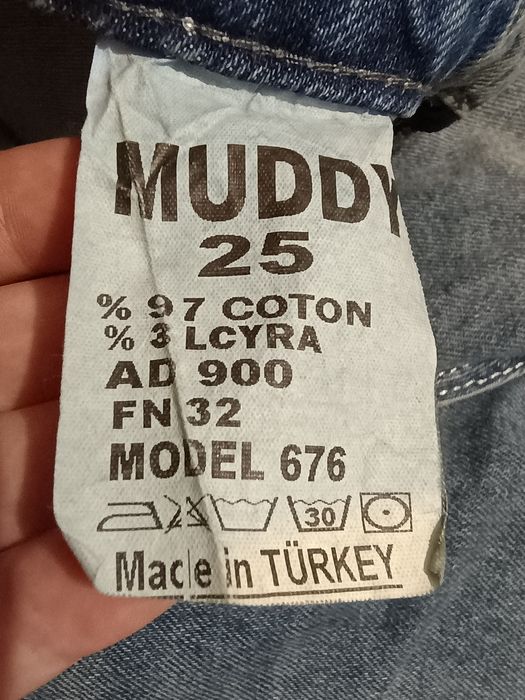 MUDDY
25
% 97 COTON
% 3 LCYRA
AD 900
FN 32
MODEL 676
30
Made in TÜRKEY